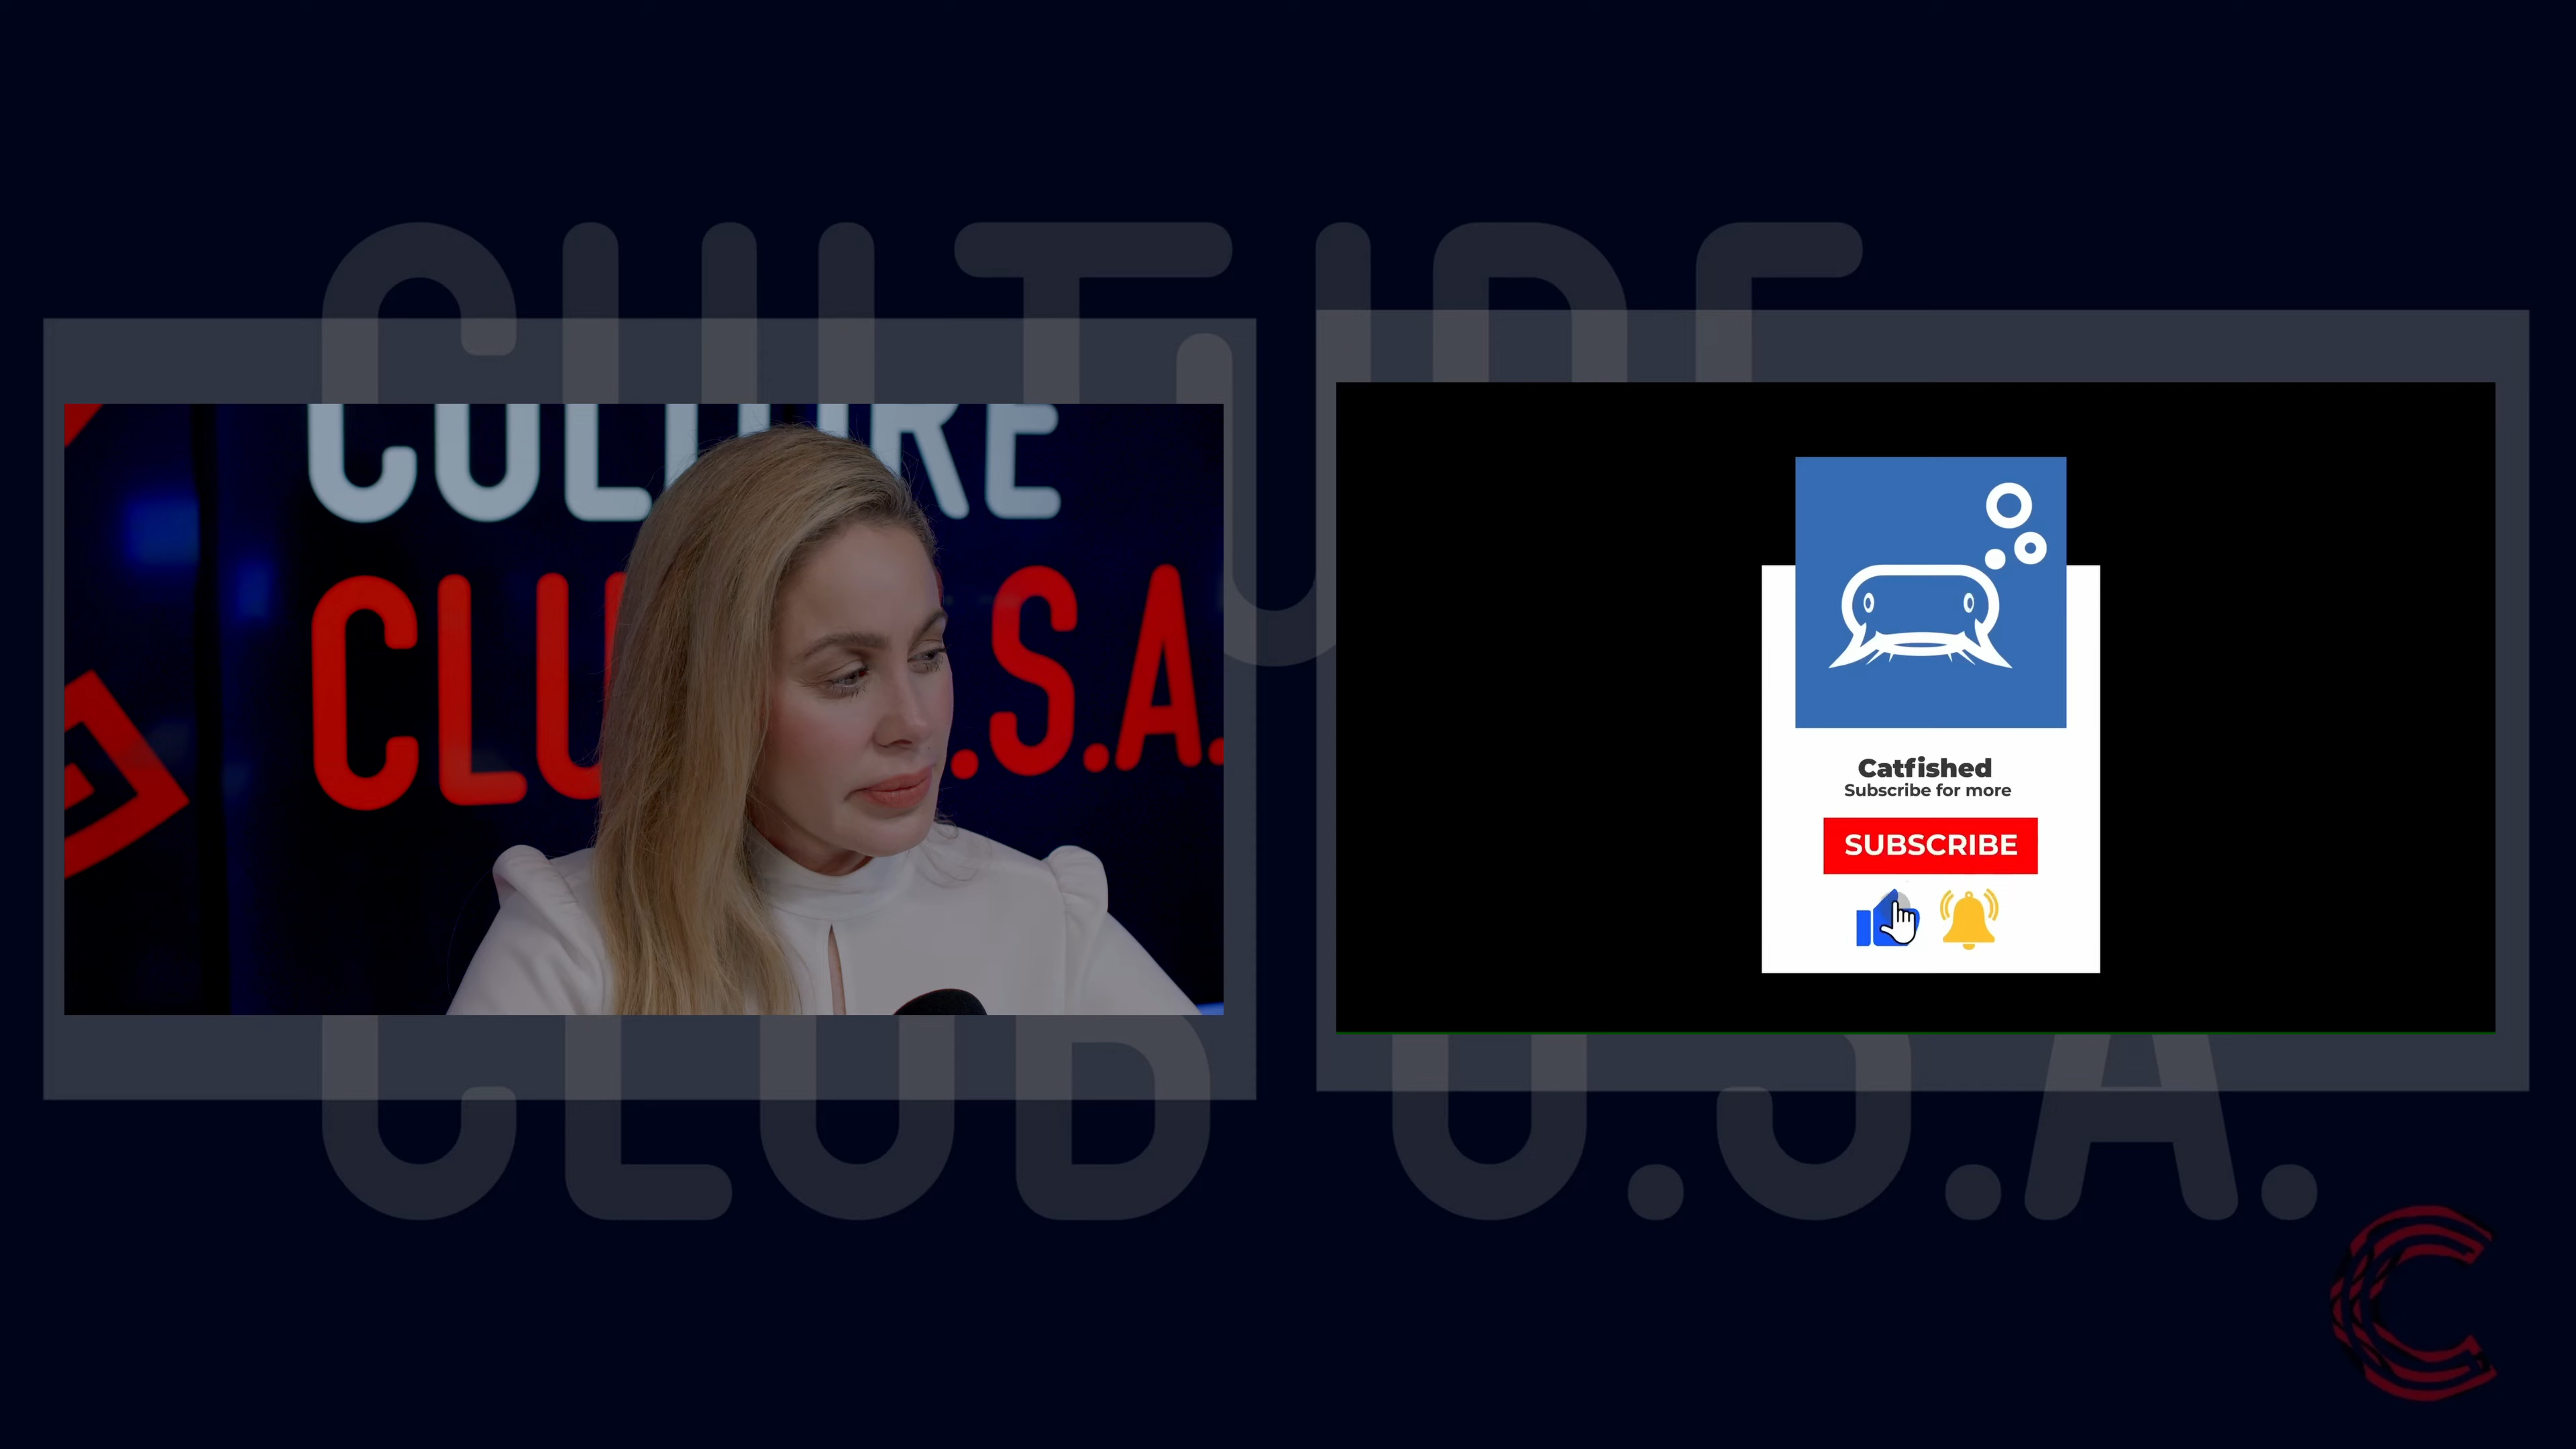 CULTURE
CLUB U.S.A.
CULTURE
CLU .S.A.
Catfished
Subscribe for more
SUBSCRIBE